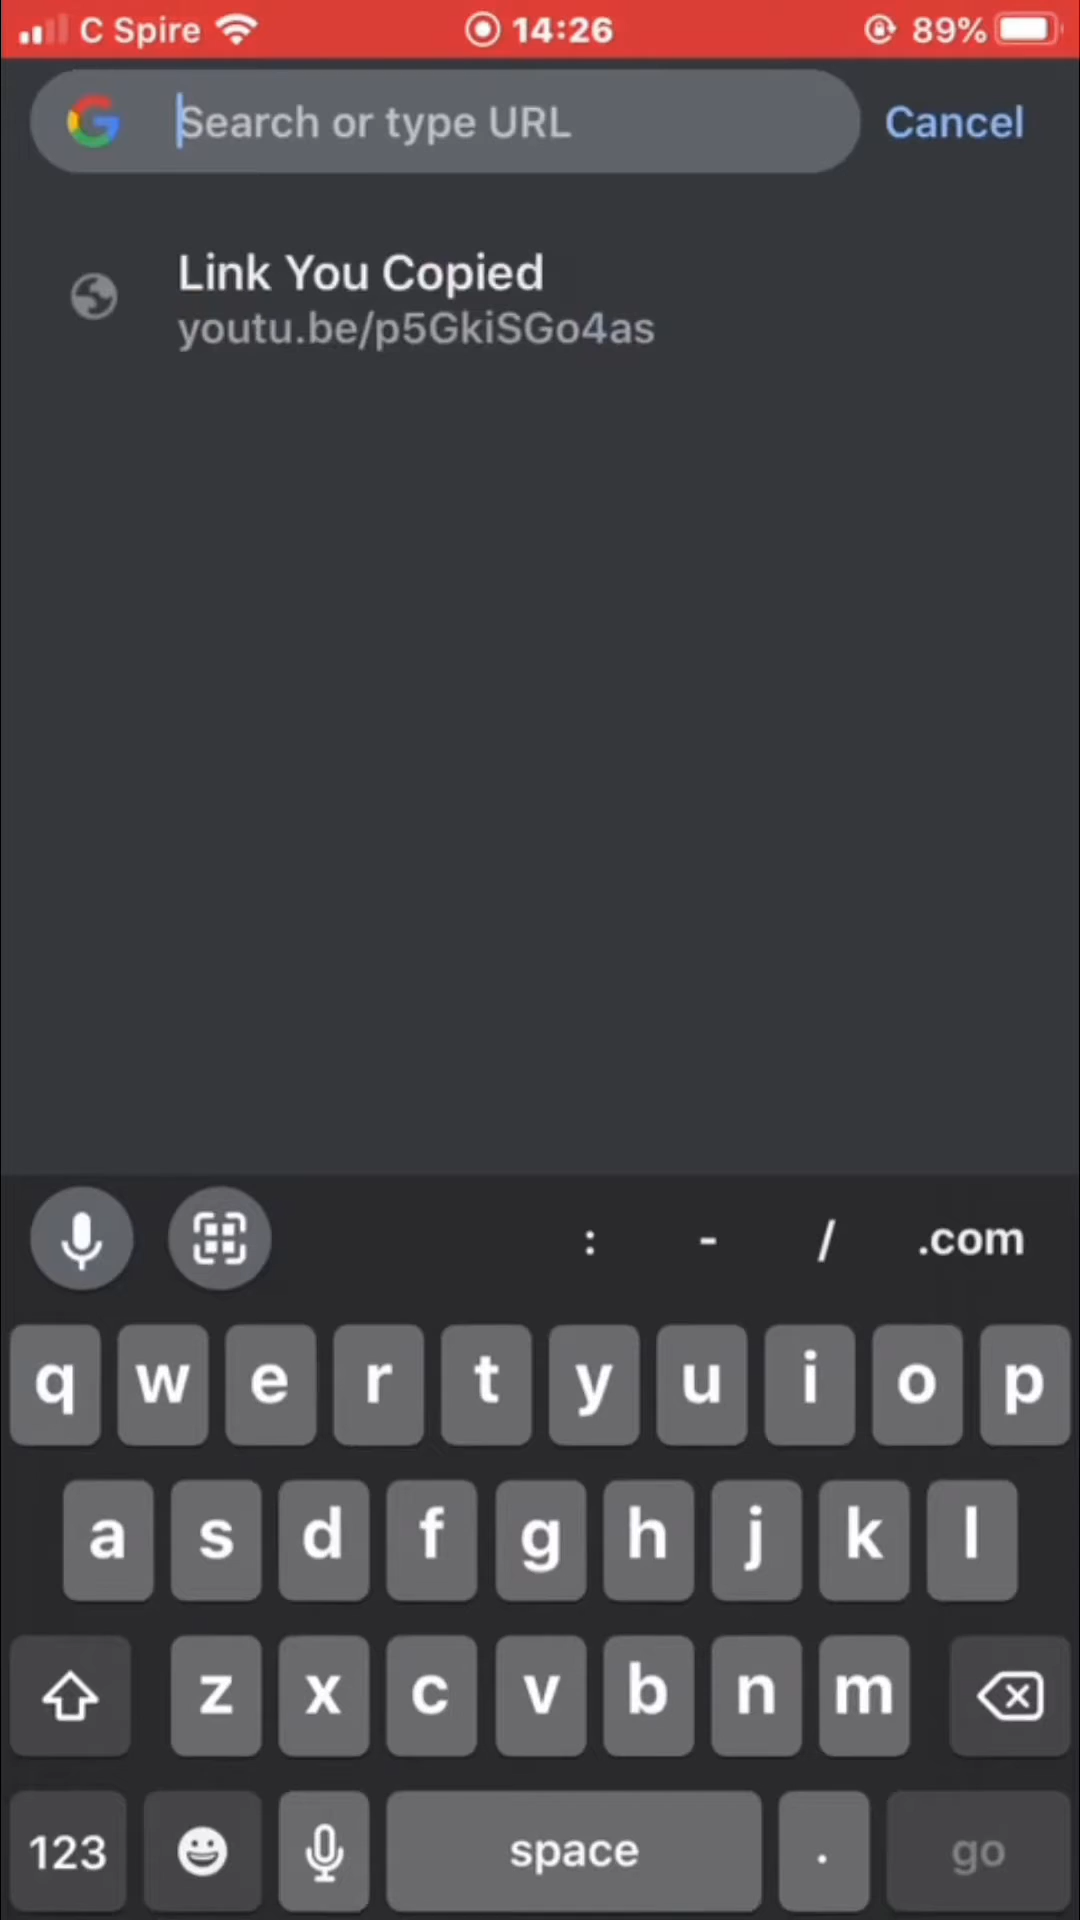 C Spire 14:26 89%
Search or type URL Cancel
Link You Copied
youtu.be/p5GkiSGo4as
: - / .com
q w e r t y u i o p
a s d f g h j k l
z x c v b n m
123 space . go